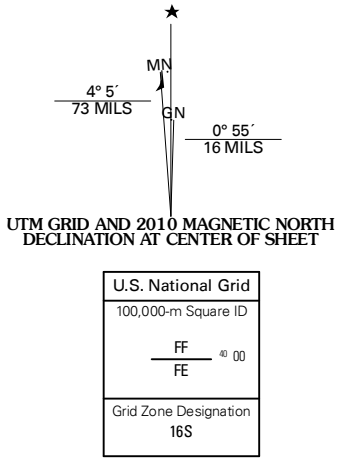 ★
MN
4° 5´
73 MILS
GN
0° 55´
16 MILS
UTM GRID AND 2010 MAGNETIC NORTH
DECLINATION AT CENTER OF SHEET
U.S. National Grid
100,000-m Square ID
FF
40 00
FE
Grid Zone Designation
16S